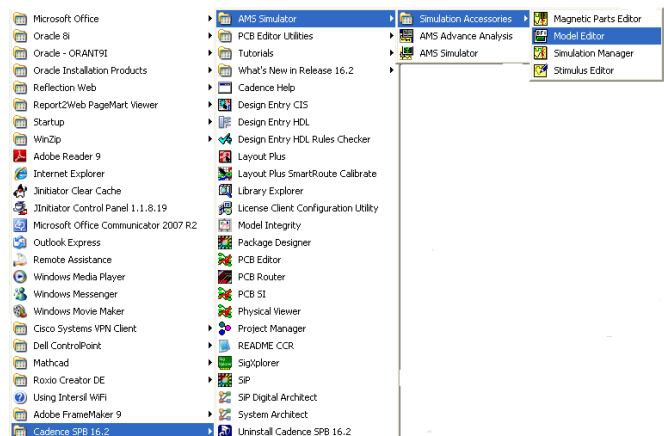 Microsoft Office
Oracle 8i
Oracle - ORANT9I
Oracle Installation Products
Reflection Web
Report2Web PageMart Viewer
Startup
WinZip
Adobe Reader 9
Internet Explorer
Jinitiator Clear Cache
JInitiator Control Panel 1.1.8.19
Microsoft Office Communicator 2007 R2
Outlook Express
Remote Assistance
Windows Media Player
Windows Messenger
Windows Movie Maker
Cisco Systems VPN Client
Dell ControlPoint
Mathcad
Roxio Creator DE
Using Intersil WiFi
Adobe FrameMaker 9
Cadence SPB 16.2
AMS Simulator
PCB Editor Utilities
Tutorials
What's New in Release 16.2
Cadence Help
Design Entry CIS
Design Entry HDL
Design Entry HDL Rules Checker
Layout Plus
Layout Plus SmartRoute Calibrate
Library Explorer
License Client Configuration Utility
Model Integrity
Package Designer
PCB Editor
PCB Router
PCB SI
Physical Viewer
Project Manager
README CCR
SigXplorer
SiP
SiP Digital Architect
System Architect
Uninstall Cadence SPB 16.2
Simulation Accessories
AMS Advance Analysis
AMS Simulator
Magnetic Parts Editor
Model Editor
Simulation Manager
Stimulus Editor